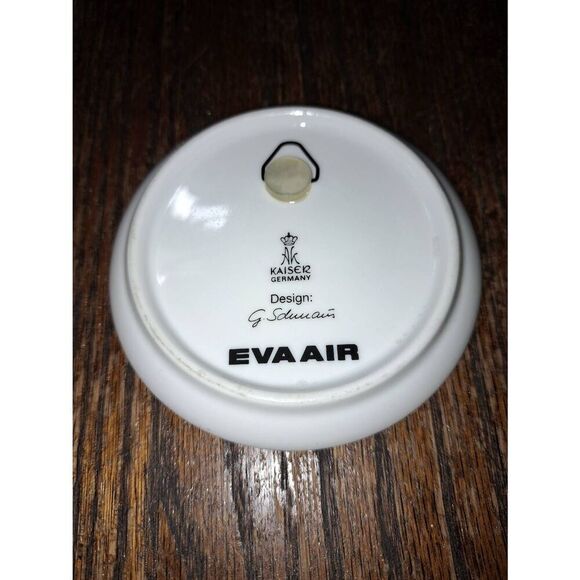 KAISER
GERMANY
Design:
EVA AIR